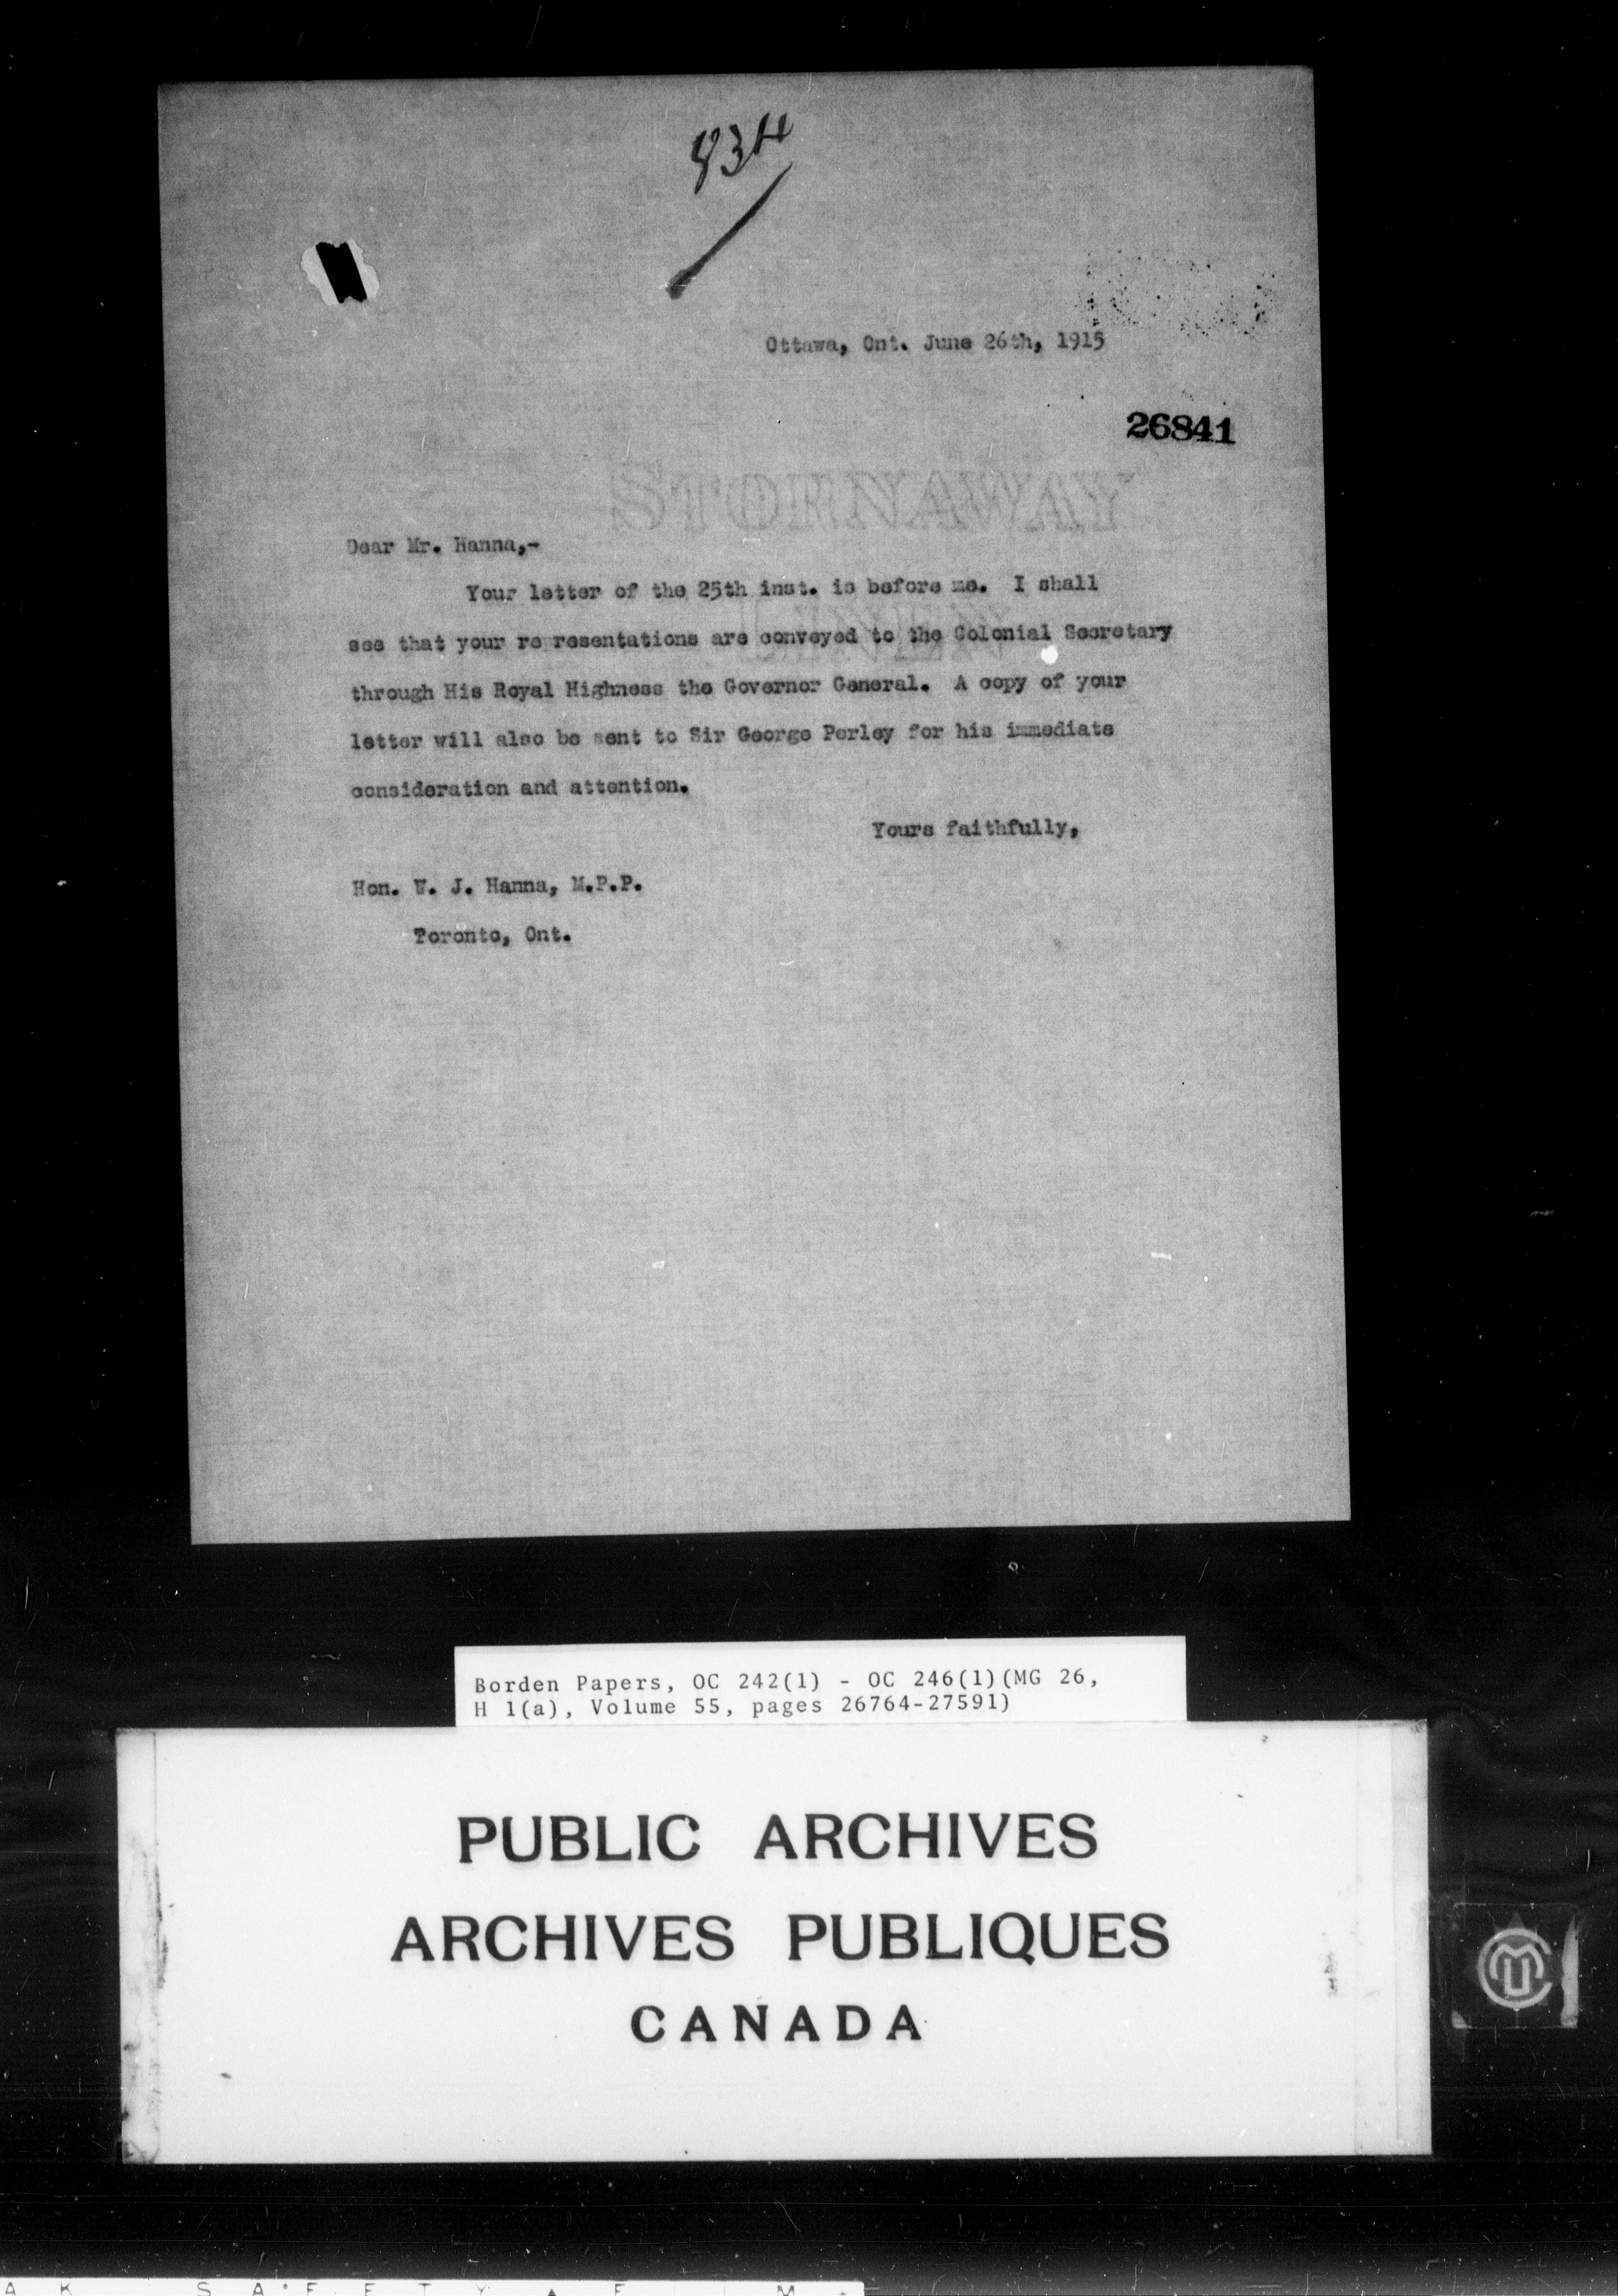 834
Ottawa, Ont. June 26th, 1915
26841
STORNAWAY
LINEN
Dear Mr. Hanna,-
Your letter of the 25th inst. is before me. I shall
see that your re resentations are conveyed to the Colonial Secretary
through His Royal Highness the Governor General. A copy of your
letter will also be sent to Sir George Perley for his immediate
consideration and attention.
Yours faithfully,
Hon. W. J. Hanna, M.P.P.
Toronto, Ont.
Borden Papers, OC 242(1) - OC 246(1)(MG 26,
H 1(a), Volume 55, pages 26764-27591)
PUBLIC ARCHIVES
ARCHIVES PUBLIQUES
CANADA